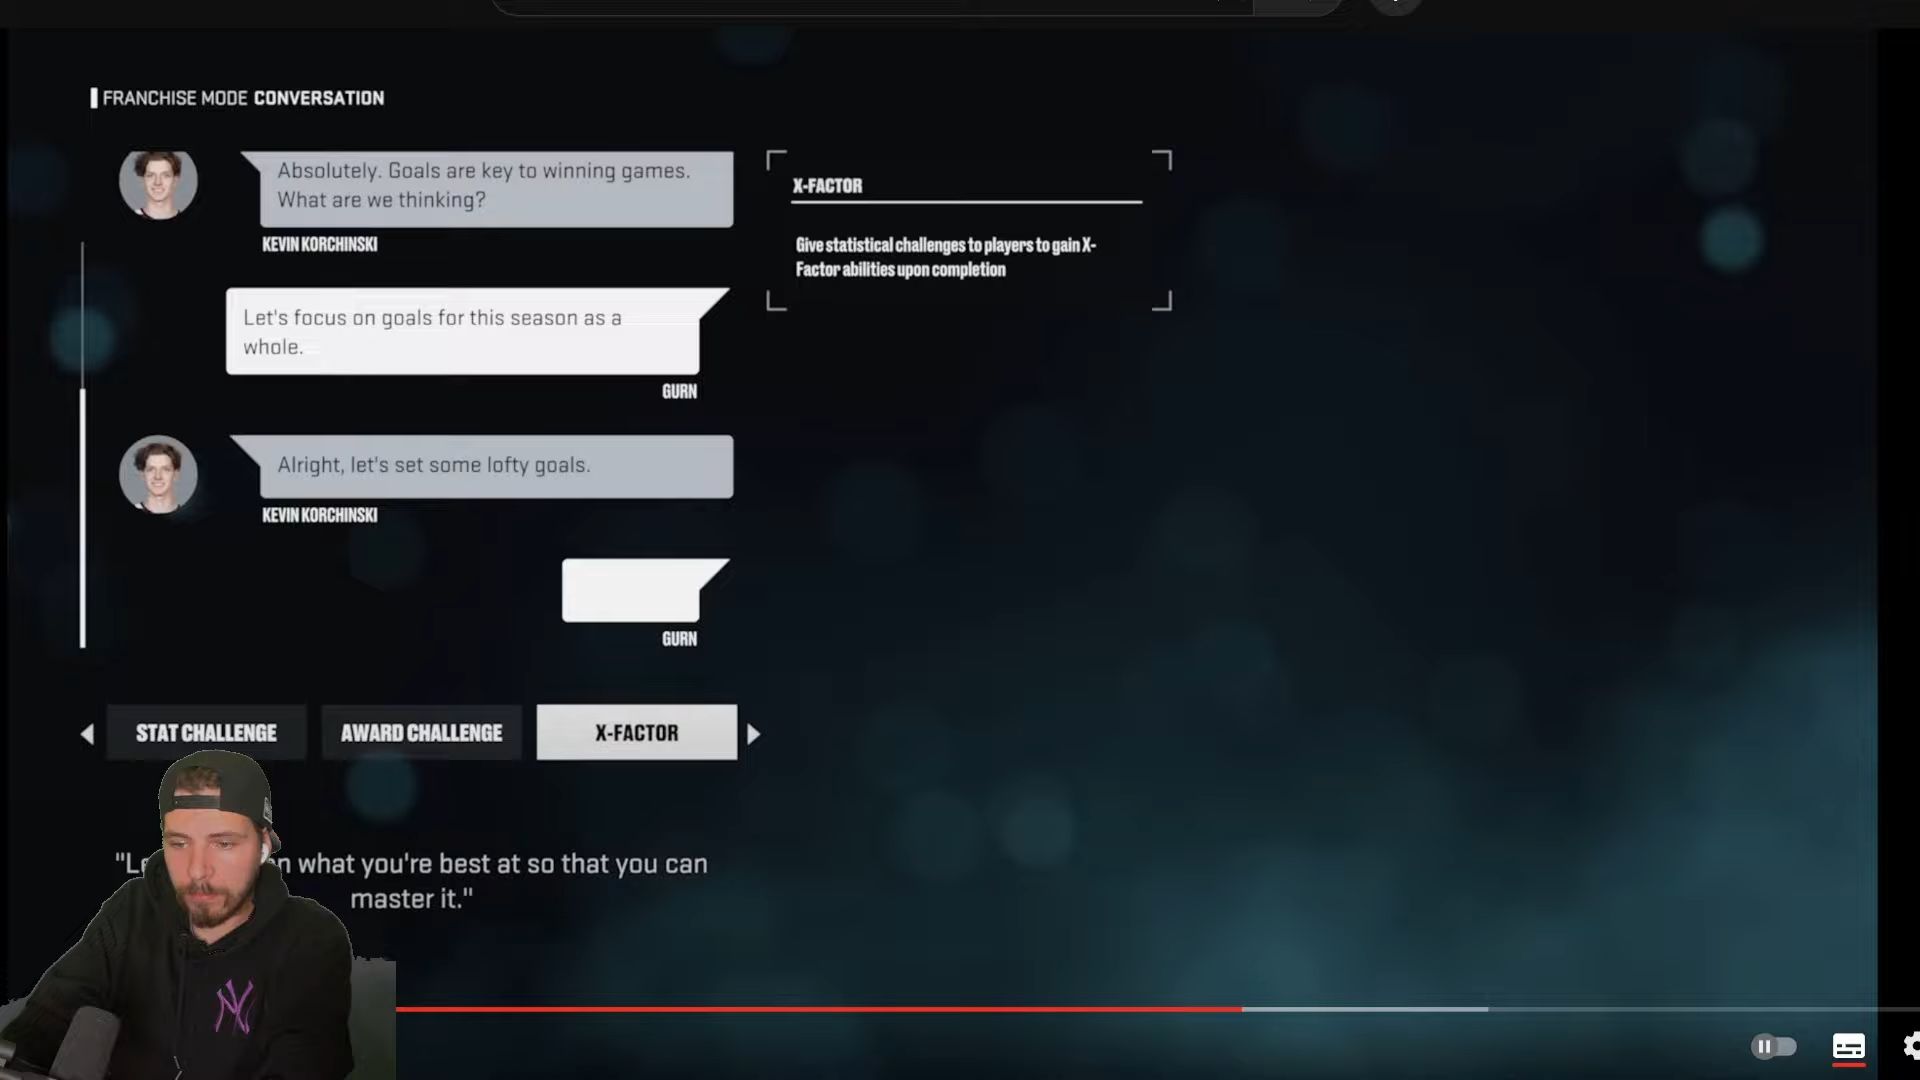 FRANCHISE MODE CONVERSATION
Absolutely. Goals are key to winning games.
What are we thinking?
KEVIN KORCHINSKI
X-FACTOR
Give statistical challenges to players to gain X-
Factor abilities upon completion
Let's focus on goals for this season as a
whole.
GURN
Alright, let's set some lofty goals.
KEVIN KORCHINSKI
GURN
STAT CHALLENGE
AWARD CHALLENGE
X-FACTOR
what you're best at so that you can
master it."
NY